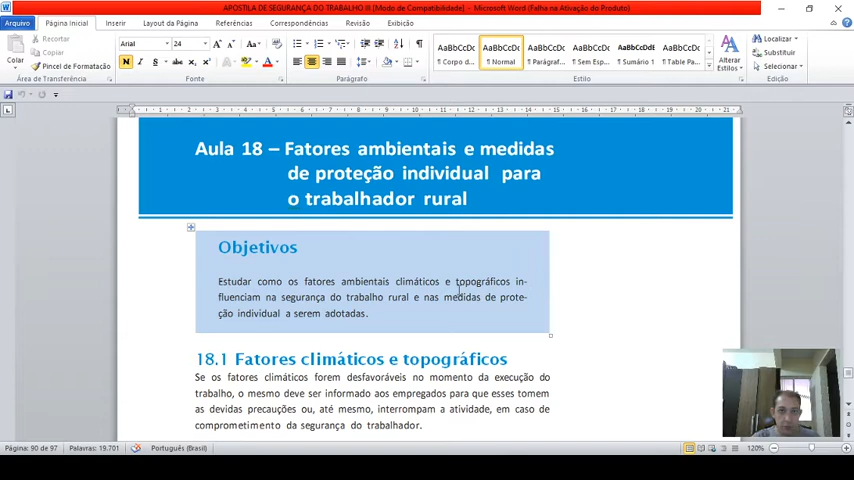 APOSTILA DE SEGURANÇA DO TRABALHO III [Modo de Compatibilidade] - Microsoft Word (Falha na Ativação do Produto)
Arquivo Página Inicial Inserir Layout da Página Referências Correspondências Revisão Exibição
Recortar
Copiar
Pincel de Formatação
Colar
Área de Transferência
Arial 24
N I S abc x₂ x²
Fonte
Parágrafo
AaBbCcDc AaBbCcDc AaBbCcDc AaBbCcDc AaBbCcDdE AaBbCcDc
¶ Corpo d... ¶ Normal ¶ Parágraf... ¶ Sem Esp... ¶ Sumário 1 ¶ Table Pa...
Alterar Estilos
Estilo
Localizar
Substituir
Selecionar
Edição
Aula 18 – Fatores ambientais e medidas
de proteção individual para
o trabalhador rural
Objetivos
Estudar como os fatores ambientais climáticos e topográficos in-
fluenciam na segurança do trabalho rural e nas medidas de prote-
ção individual a serem adotadas.
18.1 Fatores climáticos e topográficos
Se os fatores climáticos forem desfavoráveis no momento da execução do
trabalho, o mesmo deve ser informado aos empregados para que esses tomem
as devidas precauções ou, até mesmo, interrompam a atividade, em caso de
comprometimento da segurança do trabalhador.
Página: 90 de 97 Palavras: 19.701 Português (Brasil) 120%